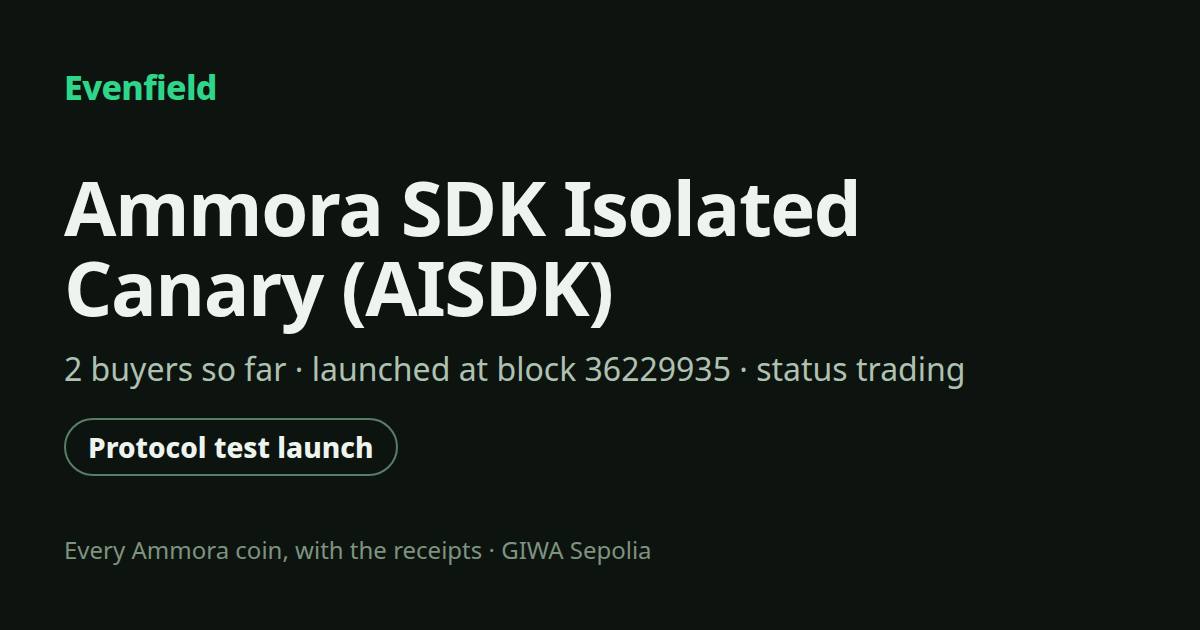 Evenfield
Ammora SDK Isolated
Canary (AISDK)
2 buyers so far · launched at block 36229935 · status trading
Protocol test launch
Every Ammora coin, with the receipts · GIWA Sepolia